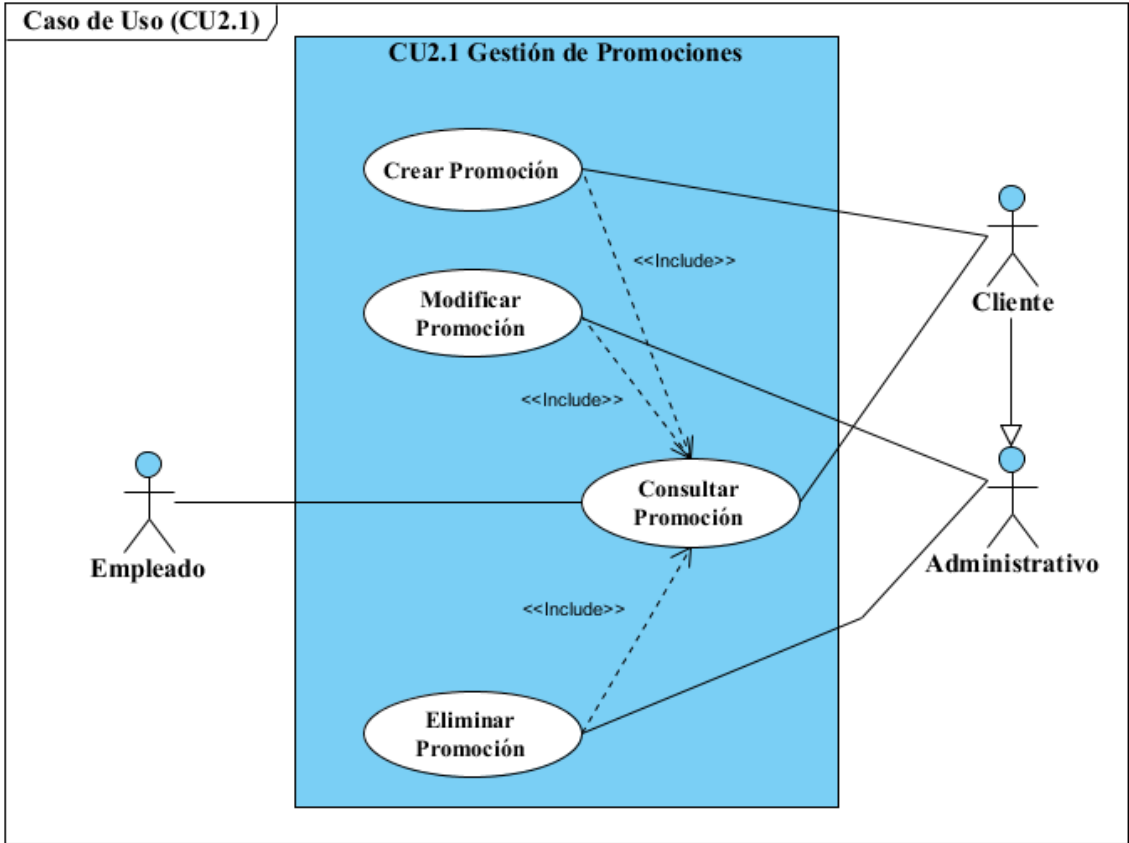 Caso de Uso (CU2.1)
CU2.1 Gestión de Promociones
Crear Promoción
<<Include>>
Cliente
Modificar
Promoción
<<Include>>
Consultar
Promoción
Empleado
Administrativo
<<Include>>
Eliminar
Promoción